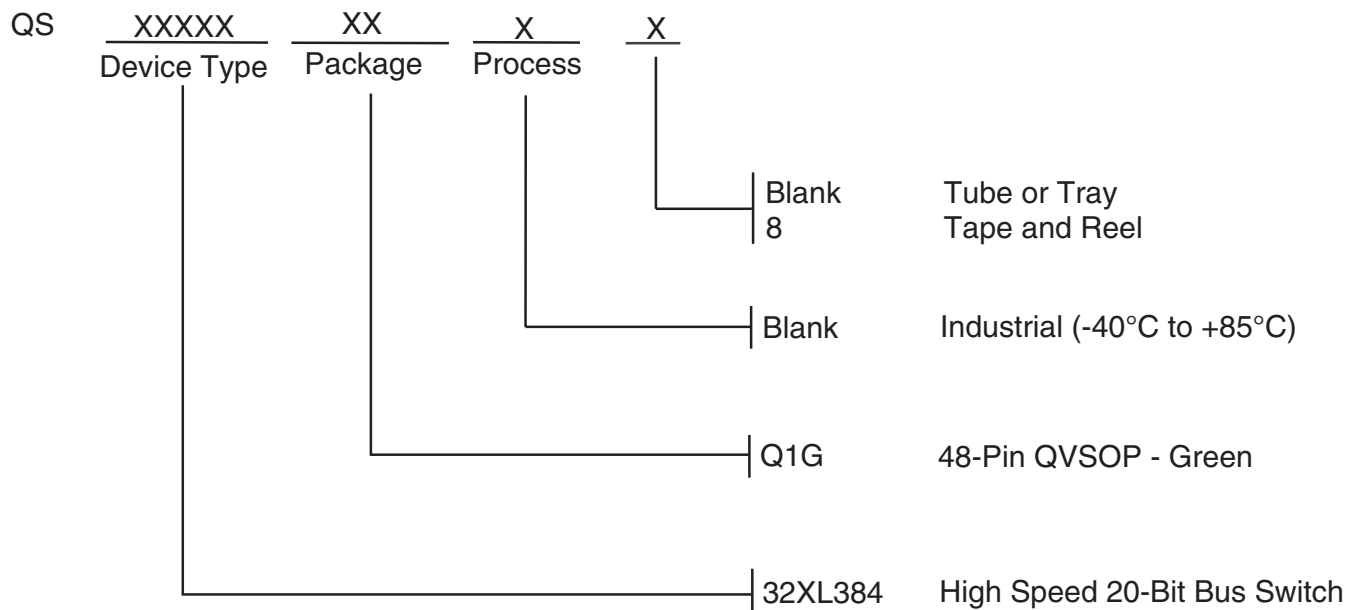 QS XXXXX XX X X
Device Type Package Process
Blank Tube or Tray
8 Tape and Reel
Blank Industrial (-40°C to +85°C)
Q1G 48-Pin QVSOP - Green
32XL384 High Speed 20-Bit Bus Switch